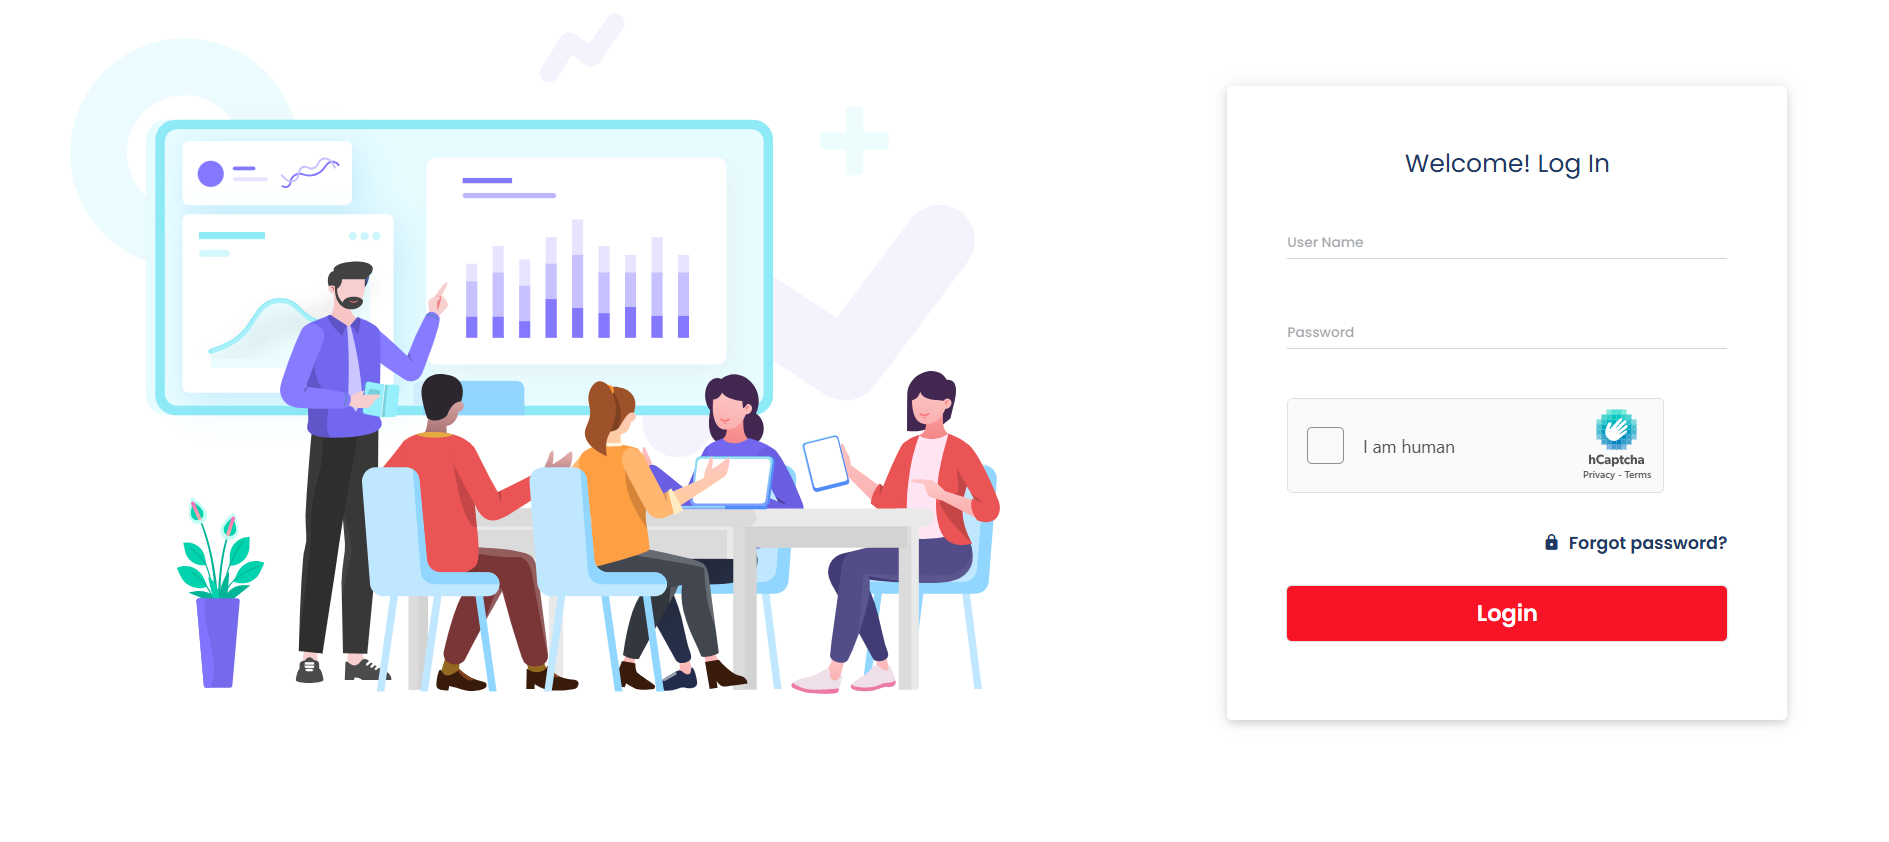 Welcome! Log In
User Name
Password
I am human
hCaptcha
Privacy - Terms
Forgot password?
Login